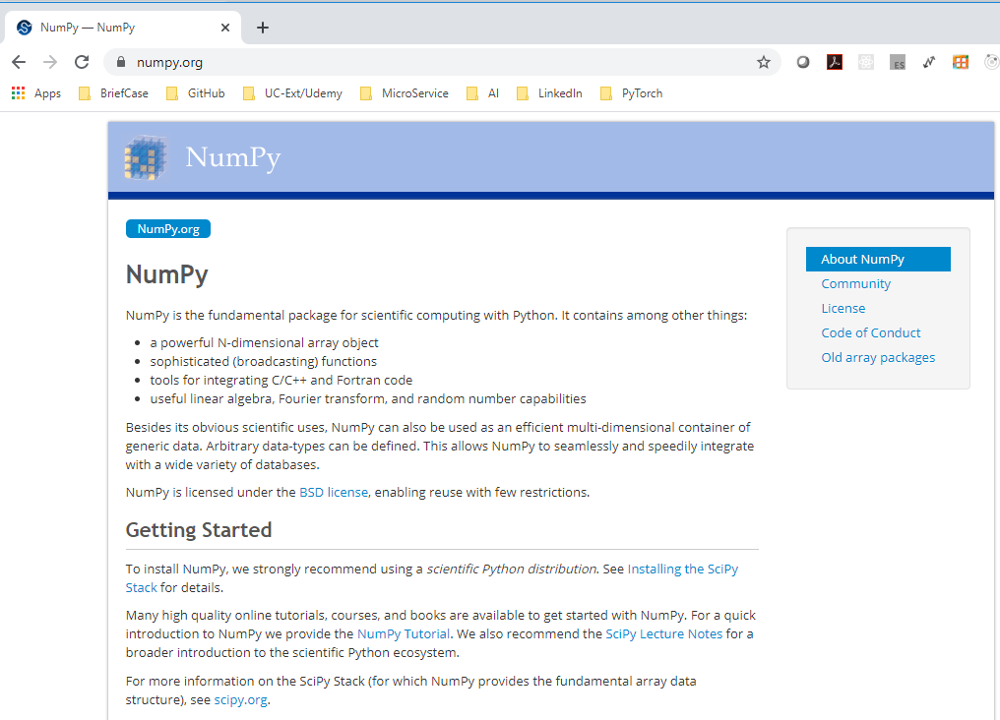 NumPy — NumPy
numpy.org
ES
Apps BriefCase GitHub UC-Ext/Udemy MicroService AI LinkedIn PyTorch
NumPy
NumPy.org
NumPy
NumPy is the fundamental package for scientific computing with Python. It contains among other things:
a powerful N-dimensional array object
sophisticated (broadcasting) functions
tools for integrating C/C++ and Fortran code
useful linear algebra, Fourier transform, and random number capabilities
Besides its obvious scientific uses, NumPy can also be used as an efficient multi-dimensional container of
generic data. Arbitrary data-types can be defined. This allows NumPy to seamlessly and speedily integrate
with a wide variety of databases.
NumPy is licensed under the BSD license, enabling reuse with few restrictions.
Getting Started
To install NumPy, we strongly recommend using a scientific Python distribution. See Installing the SciPy
Stack for details.
Many high quality online tutorials, courses, and books are available to get started with NumPy. For a quick
introduction to NumPy we provide the NumPy Tutorial. We also recommend the SciPy Lecture Notes for a
broader introduction to the scientific Python ecosystem.
For more information on the SciPy Stack (for which NumPy provides the fundamental array data
structure), see scipy.org.
About NumPy
Community
License
Code of Conduct
Old array packages